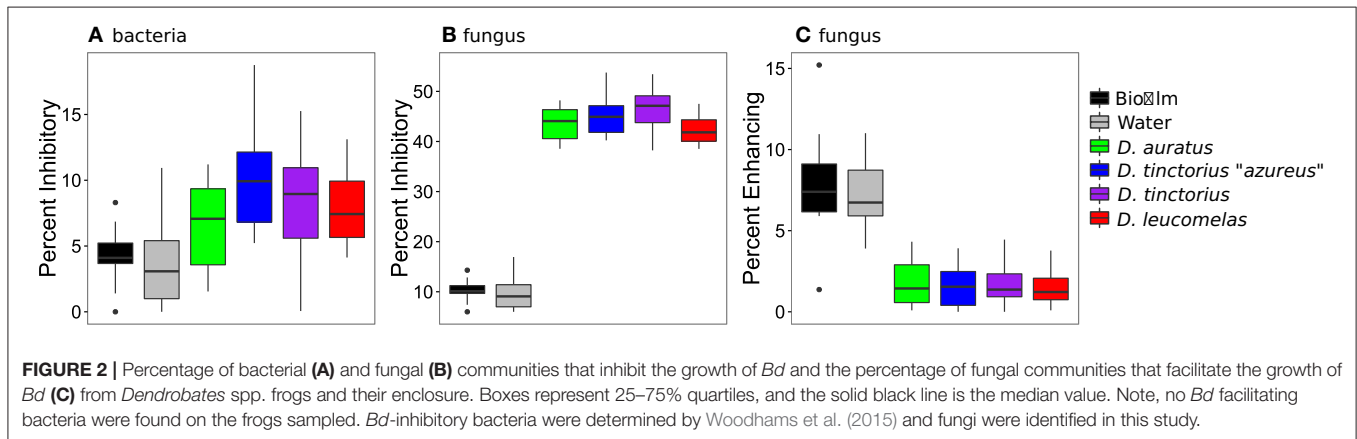 A bacteria
Percent Inhibitory
15
10
5
0
B fungus
Percent Inhibitory
50
40
30
20
10
C fungus
Percent Enhancing
15
10
5
0
Bio□lm
Water
D. auratus
D. tinctorius "azureus"
D. tinctorius
D. leucomelas
FIGURE 2 | Percentage of bacterial (A) and fungal (B) communities that inhibit the growth of Bd and the percentage of fungal communities that facilitate the growth of
Bd (C) from Dendrobates spp. frogs and their enclosure. Boxes represent 25–75% quartiles, and the solid black line is the median value. Note, no Bd facilitating
bacteria were found on the frogs sampled. Bd-inhibitory bacteria were determined by Woodhams et al. (2015) and fungi were identified in this study.